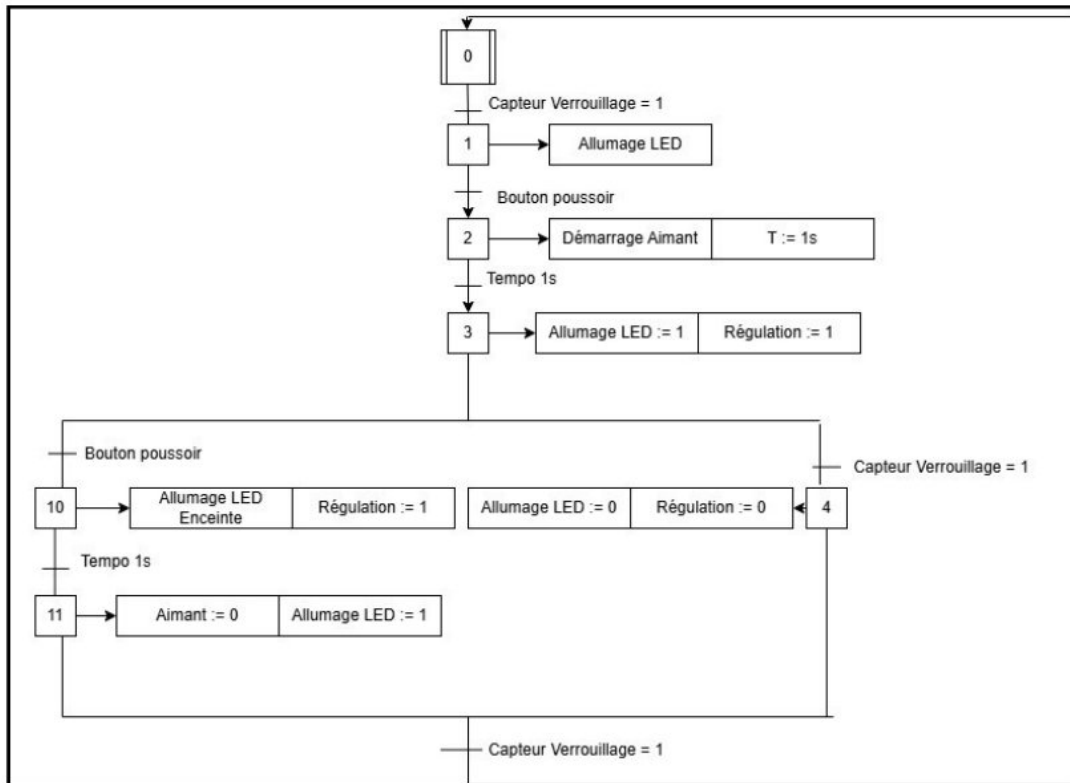 0
Capteur Verrouillage = 1
1
Allumage LED
Bouton poussoir
2
Démarrage Aimant
T := 1s
Tempo 1s
3
Allumage LED := 1
Régulation := 1
Bouton poussoir
Capteur Verrouillage = 1
10
Allumage LED
Enceinte
Régulation := 1
Allumage LED := 0
Régulation := 0
4
Tempo 1s
11
Aimant := 0
Allumage LED := 1
Capteur Verrouillage = 1